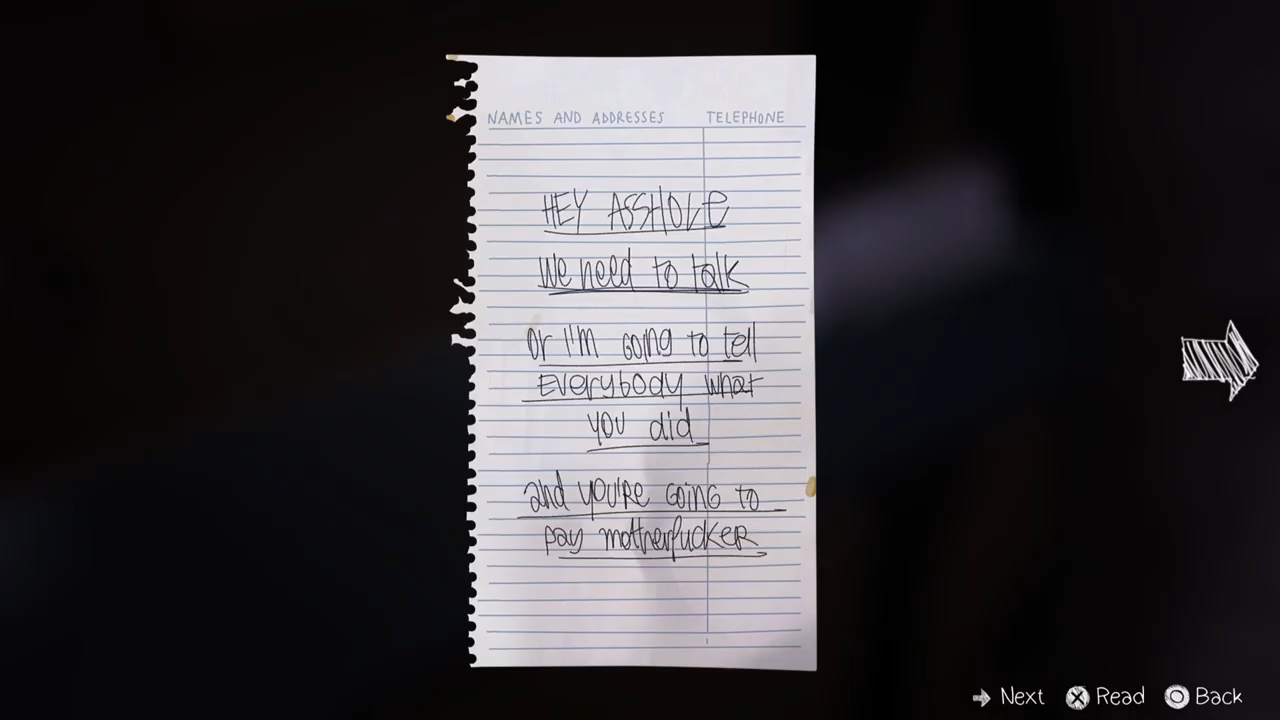 NAMES AND ADDRESSES TELEPHONE
HEY ASSHOLE
We need to talk
Or I'm going to tell
EVERYBODY what
YOU did
and YOU'RE GOING to
pay motherfucker
Next Read Back